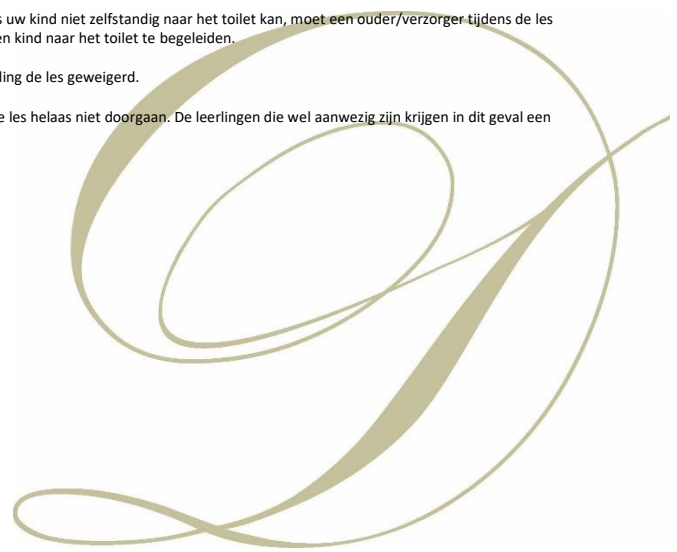 s uw kind niet zelfstandig naar het toilet kan, moet een ouder/verzorger tijdens de les
en kind naar het toilet te begeleiden.
ling de les geweigerd.
e les helaas niet doorgaan. De leerlingen die wel aanwezig zijn krijgen in dit geval een